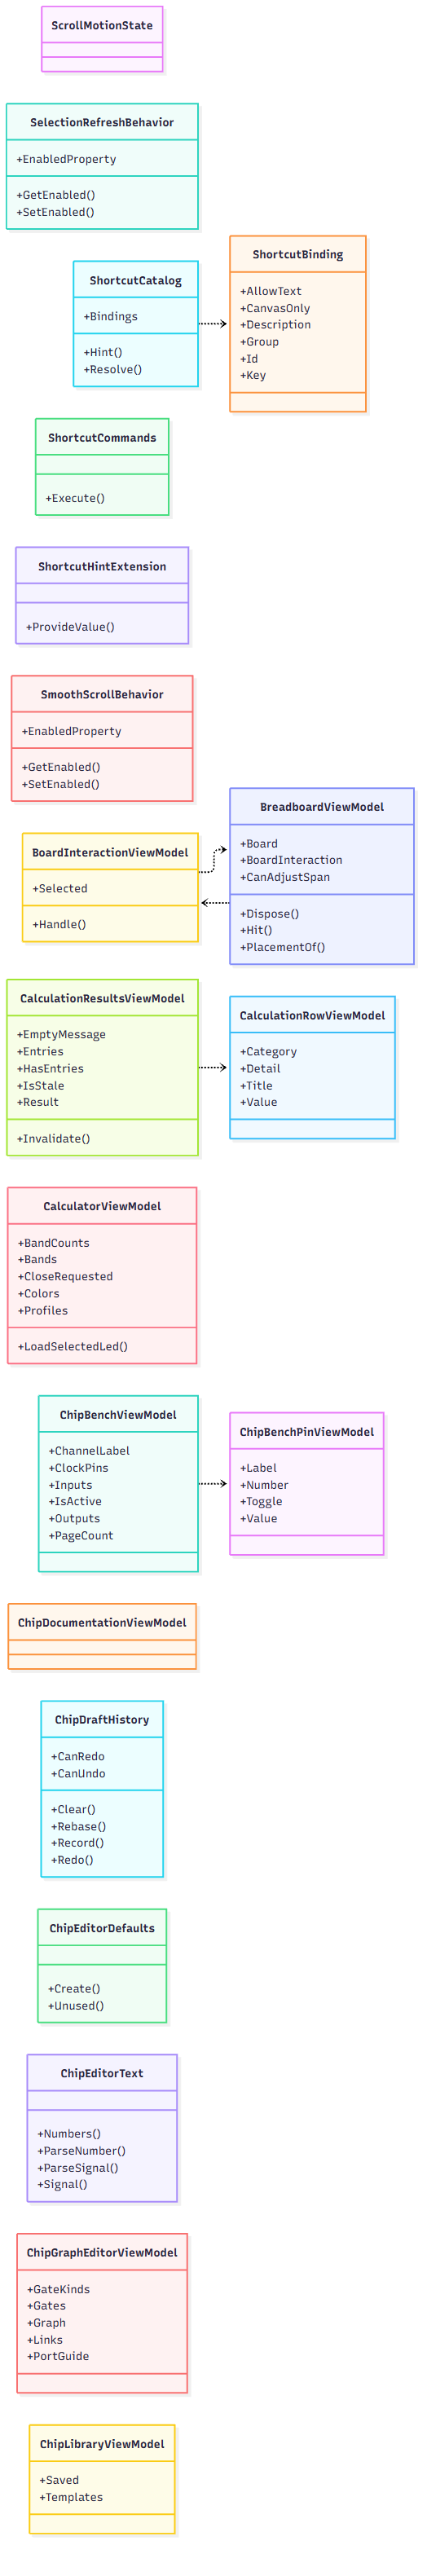 ScrollMotionState
SelectionRefreshBehavior
+EnabledProperty
+GetEnabled()
+SetEnabled()
ShortcutBinding
+AllowText
+CanvasOnly
+Description
+Group
+Id
+Key
ShortcutCatalog
+Bindings
+Hint()
+Resolve()
ShortcutCommands
+Execute()
ShortcutHintExtension
+ProvideValue()
SmoothScrollBehavior
+EnabledProperty
+GetEnabled()
+SetEnabled()
BreadboardViewModel
+Board
+BoardInteraction
+CanAdjustSpan
+Dispose()
+Hit()
+PlacementOf()
BoardInteractionViewModel
+Selected
+Handle()
CalculationResultsViewModel
+EmptyMessage
+Entries
+HasEntries
+IsStale
+Result
+Invalidate()
CalculationRowViewModel
+Category
+Detail
+Title
+Value
CalculatorViewModel
+BandCounts
+Bands
+CloseRequested
+Colors
+Profiles
+LoadSelectedLed()
ChipBenchViewModel
+ChannelLabel
+ClockPins
+Inputs
+IsActive
+Outputs
+PageCount
ChipBenchPinViewModel
+Label
+Number
+Toggle
+Value
ChipDocumentationViewModel
ChipDraftHistory
+CanRedo
+CanUndo
+Clear()
+Rebase()
+Record()
+Redo()
ChipEditorDefaults
+Create()
+Unused()
ChipEditorText
+Numbers()
+ParseNumber()
+ParseSignal()
+Signal()
ChipGraphEditorViewModel
+GateKinds
+Gates
+Graph
+Links
+PortGuide
ChipLibraryViewModel
+Saved
+Templates